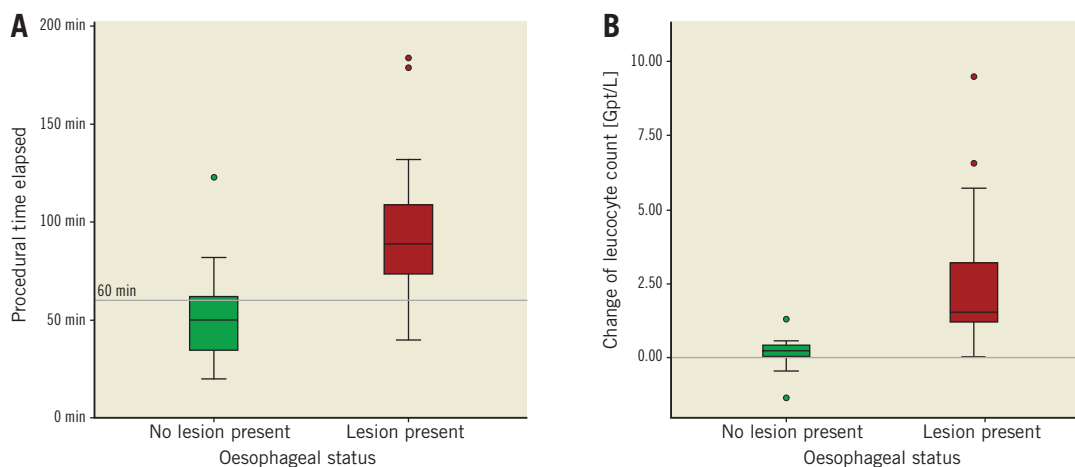 A
Procedural time elapsed
200 min
150 min
100 min
60 min
50 min
0 min
No lesion present
Lesion present
Oesophageal status
B
Change of leucocyte count [Gpt/L]
10.00
7.50
5.00
2.50
0.00
No lesion present
Lesion present
Oesophageal status